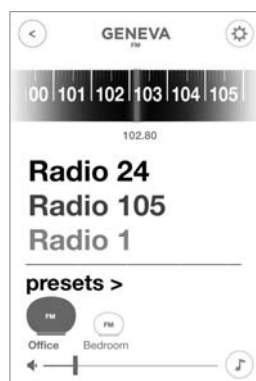 <
GENEVA
FM
00 101 102 103 104 105
102.80
Radio 24
Radio 105
Radio 1
presets >
FM FM
Office Bedroom